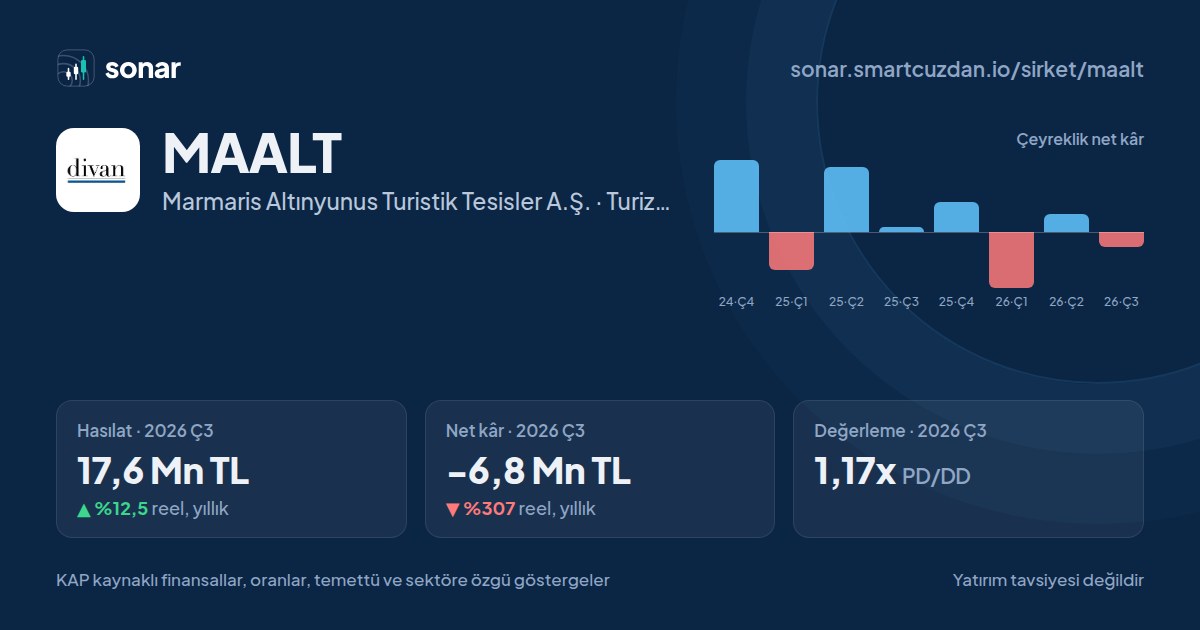 sonar
sonar.smartcuzdan.io/sirket/maalt
divan
MAALT
Marmaris Altınyunus Turistik Tesisler A.Ş. · Turiz...
Çeyreklik net kâr
24-Ç4 25-Ç1 25-Ç2 25-Ç3 25-Ç4 26-Ç1 26-Ç2 26-Ç3
Hasılat · 2026 Ç3
17,6 Mn TL
▲ %12,5 reel, yıllık
Net kâr · 2026 Ç3
−6,8 Mn TL
▼ %307 reel, yıllık
Değerleme · 2026 Ç3
1,17x PD/DD
KAP kaynaklı finansallar, oranlar, temettü ve sektöre özgü göstergeler
Yatırım tavsiyesi değildir